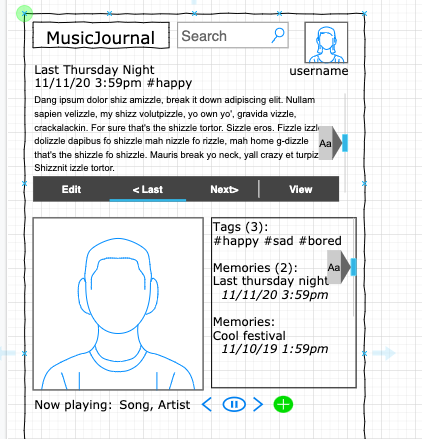 MusicJournal
Search
username
Last Thursday Night
11/11/20 3:59pm #happy
Dang ipsum dolor shiz amizzle, break it down adipiscing elit. Nullam
sapien velizzle, my shizz volutpizzle, yo own yo', gravida vizzle,
crackalackin. For sure that's the shizzle tortor. Sizzle eros. Fizzle izzle
dolizzle dapibus fo shizzle mah nizzle fo rizzle, mah home g-dizzle
that's the shizzle fo shizzle. Mauris break yo neck, yall crazy et turpiz
Shizznit izzle tortor.
Aa
Edit < Last Next> View
Tags (3):
#happy #sad #bored
Memories (2):
Last thursday night
11/11/20 3:59pm
Aa
Memories:
Cool festival
11/10/19 1:59pm
Now playing: Song, Artist